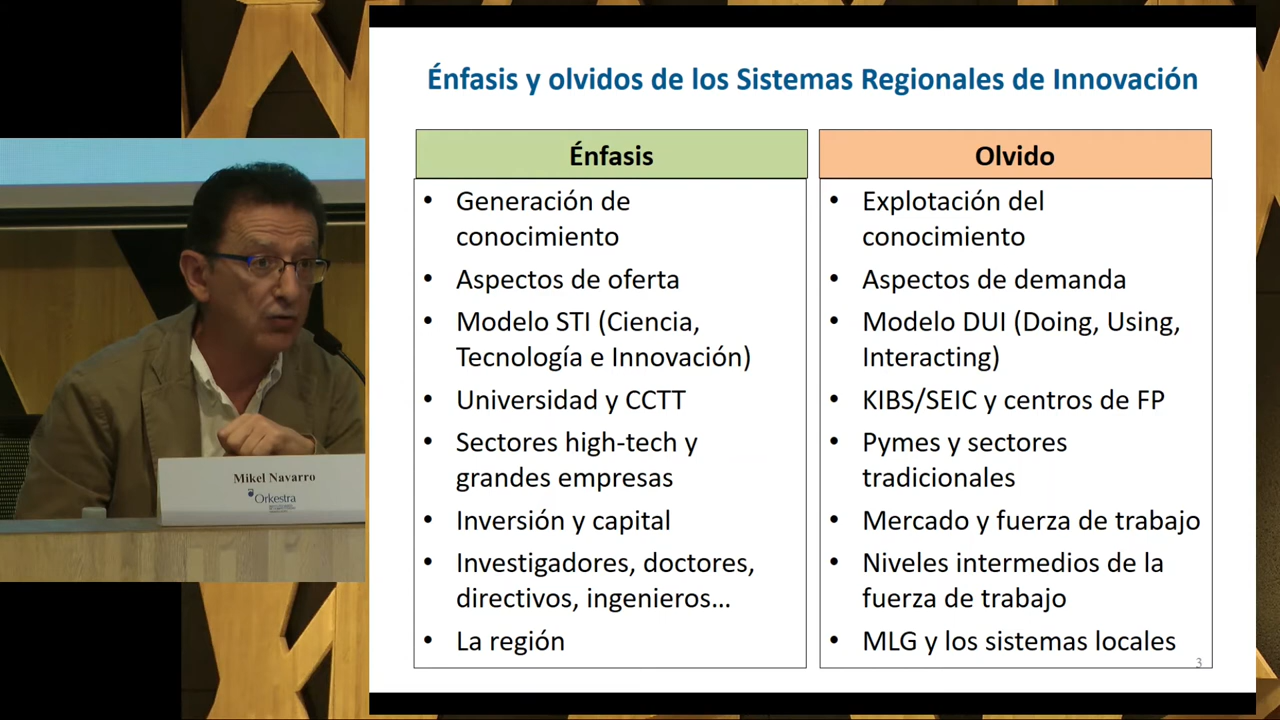 Énfasis y olvidos de los Sistemas Regionales de Innovación
Énfasis
• Generación de
conocimiento
• Aspectos de oferta
• Modelo STI (Ciencia,
Tecnología e Innovación)
• Universidad y CCTT
• Sectores high-tech y
grandes empresas
• Inversión y capital
• Investigadores, doctores,
directivos, ingenieros...
• La región
Olvido
• Explotación del
conocimiento
• Aspectos de demanda
• Modelo DUI (Doing, Using,
Interacting)
• KIBS/SEIC y centros de FP
• Pymes y sectores
tradicionales
• Mercado y fuerza de trabajo
• Niveles intermedios de la
fuerza de trabajo
• MLG y los sistemas locales
3
Mikel Navarro
Orkestra